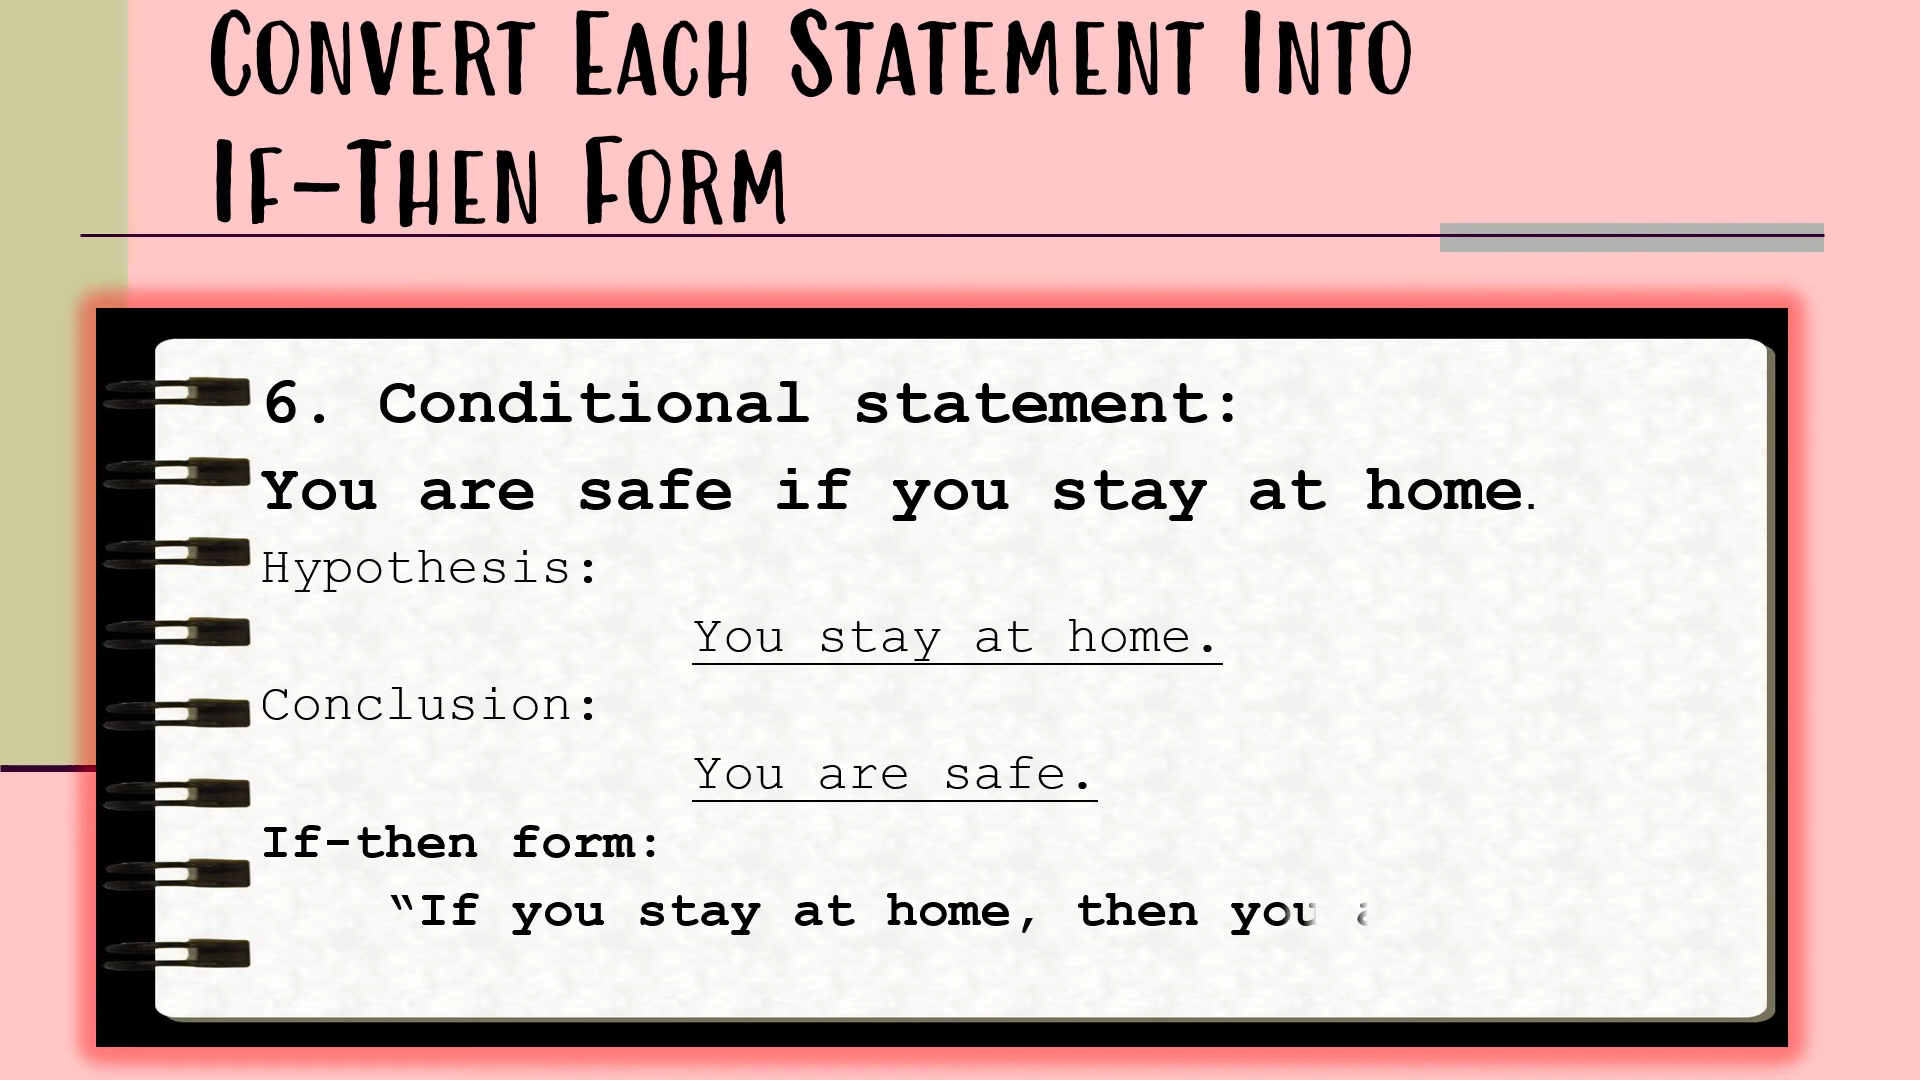 Convert Each Statement Into
If-Then Form
6. Conditional statement:
You are safe if you stay at home.
Hypothesis:
You stay at home.
Conclusion:
You are safe.
If-then form:
“If you stay at home, then you